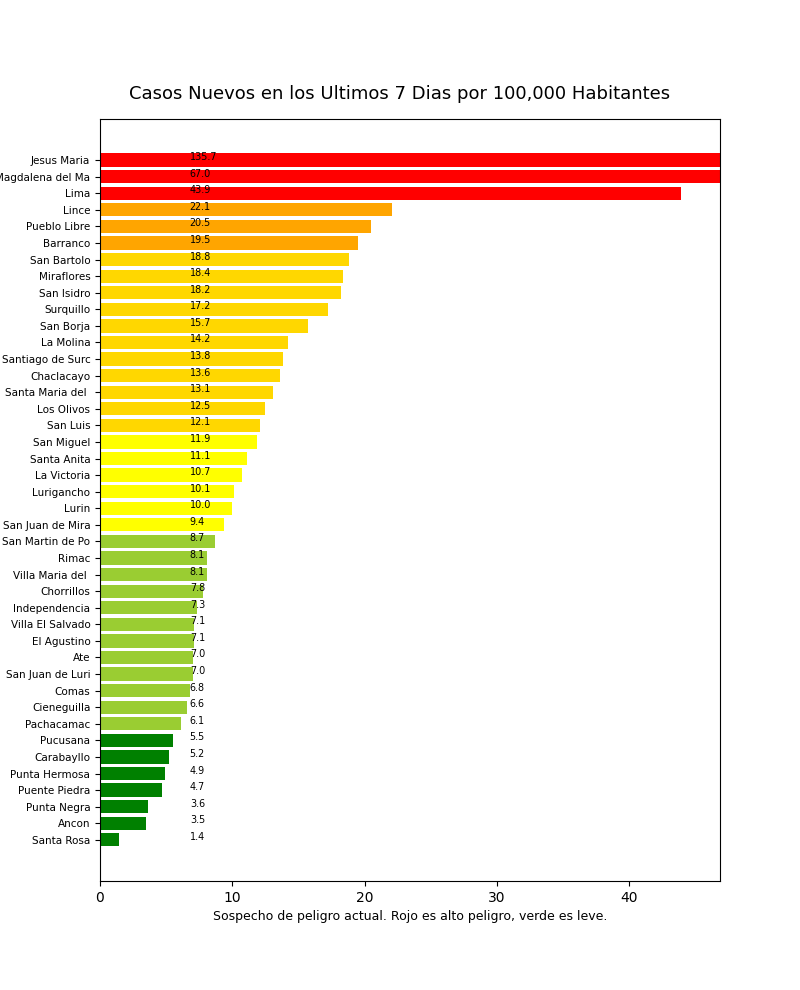 Casos Nuevos en los Ultimos 7 Dias por 100,000 Habitantes
Jesus Maria 135.7
Magdalena del Ma 67.0
Lima 43.9
Lince 22.1
Pueblo Libre 20.5
Barranco 19.5
San Bartolo 18.8
Miraflores 18.4
San Isidro 18.2
Surquillo 17.2
San Borja 15.7
La Molina 14.2
Santiago de Surc 13.8
Chaclacayo 13.6
Santa Maria del 13.1
Los Olivos 12.5
San Luis 12.1
San Miguel 11.9
Santa Anita 11.1
La Victoria 10.7
Lurigancho 10.1
Lurin 10.0
San Juan de Mira 9.4
San Martin de Po 8.7
Rimac 8.1
Villa Maria del 8.1
Chorrillos 7.8
Independencia 7.3
Villa El Salvado 7.1
El Agustino 7.1
Ate 7.0
San Juan de Luri 7.0
Comas 6.8
Cieneguilla 6.6
Pachacamac 6.1
Pucusana 5.5
Carabayllo 5.2
Punta Hermosa 4.9
Puente Piedra 4.7
Punta Negra 3.6
Ancon 3.5
Santa Rosa 1.4
0 10 20 30 40
Sospecho de peligro actual. Rojo es alto peligro, verde es leve.